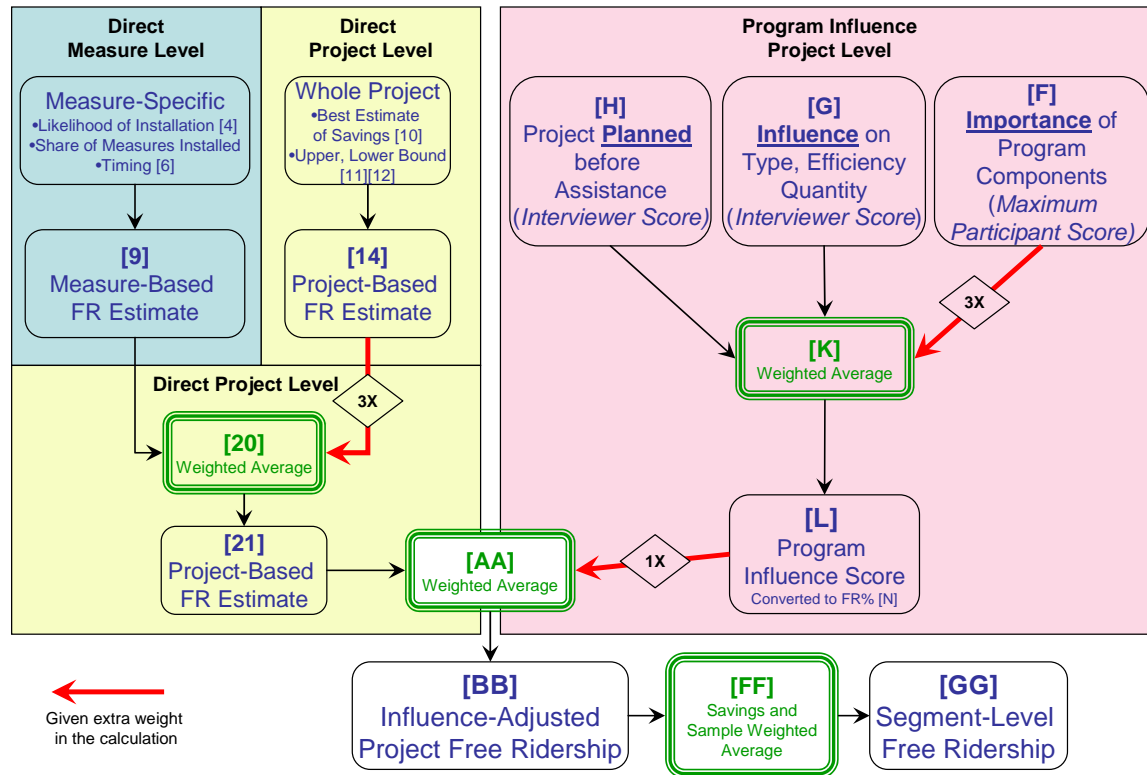 Direct
Measure Level
Measure-Specific
•Likelihood of Installation [4]
•Share of Measures Installed
•Timing [6]
[9]
Measure-Based
FR Estimate
Direct
Project Level
Whole Project
•Best Estimate
of Savings [10]
•Upper, Lower Bound
[11][12]
[14]
Project-Based
FR Estimate
Direct Project Level
3X
[20]
Weighted Average
[21]
Project-Based
FR Estimate
Program Influence
Project Level
[H]
Project Planned
before
Assistance
(Interviewer Score)
[G]
Influence on
Type, Efficiency
Quantity
(Interviewer Score)
[F]
Importance of
Program
Components
(Maximum
Participant Score)
3X
[K]
Weighted Average
[L]
Program
Influence Score
Converted to FR% [N]
1X
[AA]
Weighted Average
[BB]
Influence-Adjusted
Project Free Ridership
[FF]
Savings and
Sample Weighted
Average
[GG]
Segment-Level
Free Ridership
Given extra weight
in the calculation